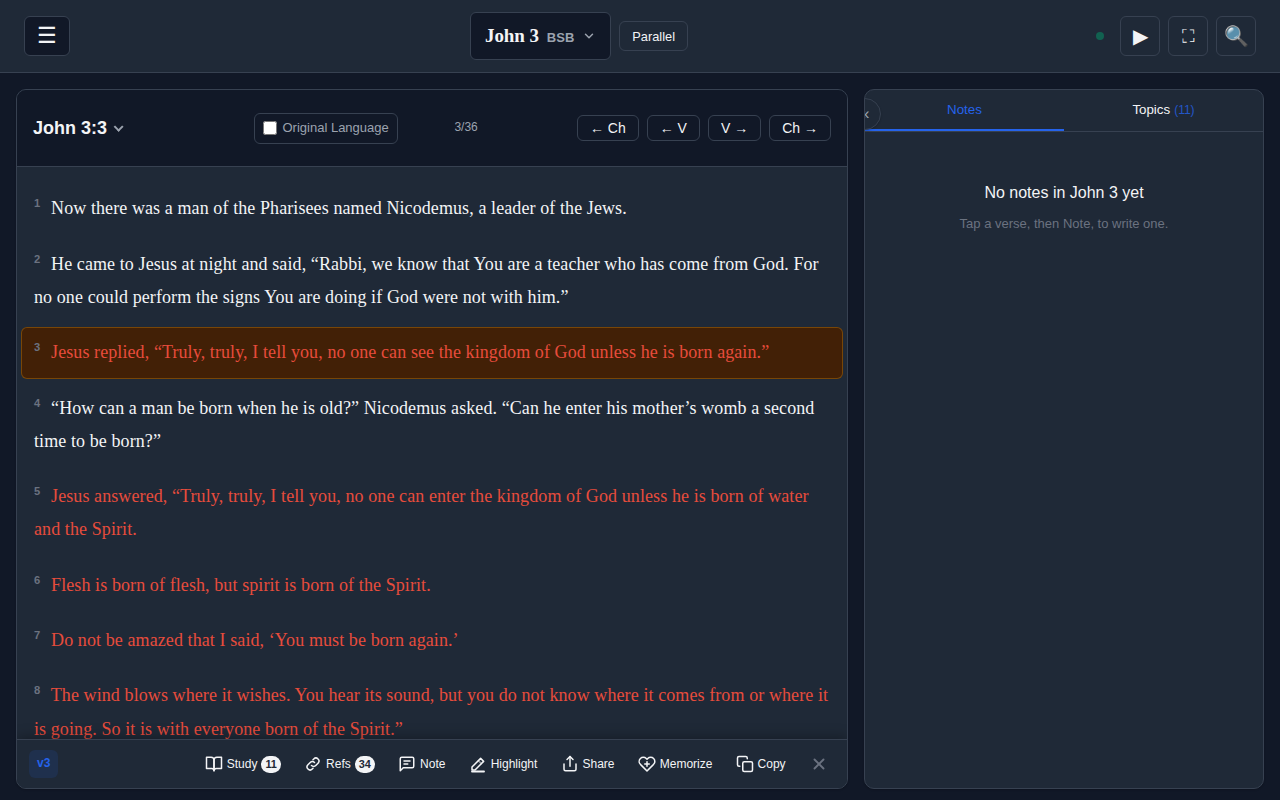 ☰
John 3 BSB
Parallel
▶
John 3:3
Original Language
3/36
← Ch
← V
V →
Ch →
1 Now there was a man of the Pharisees named Nicodemus, a leader of the Jews.
2 He came to Jesus at night and said, “Rabbi, we know that You are a teacher who has come from God. For
no one could perform the signs You are doing if God were not with him.”
3 Jesus replied, “Truly, truly, I tell you, no one can see the kingdom of God unless he is born again.”
4 “How can a man be born when he is old?” Nicodemus asked. “Can he enter his mother’s womb a second
time to be born?”
5 Jesus answered, “Truly, truly, I tell you, no one can enter the kingdom of God unless he is born of water
and the Spirit.
6 Flesh is born of flesh, but spirit is born of the Spirit.
7 Do not be amazed that I said, ‘You must be born again.’
8 The wind blows where it wishes. You hear its sound, but you do not know where it comes from or where it
is going. So it is with everyone born of the Spirit.”
v3
Study 11
Refs 34
Note
Highlight
Share
Memorize
Copy
‹
Notes
Topics (11)
No notes in John 3 yet
Tap a verse, then Note, to write one.